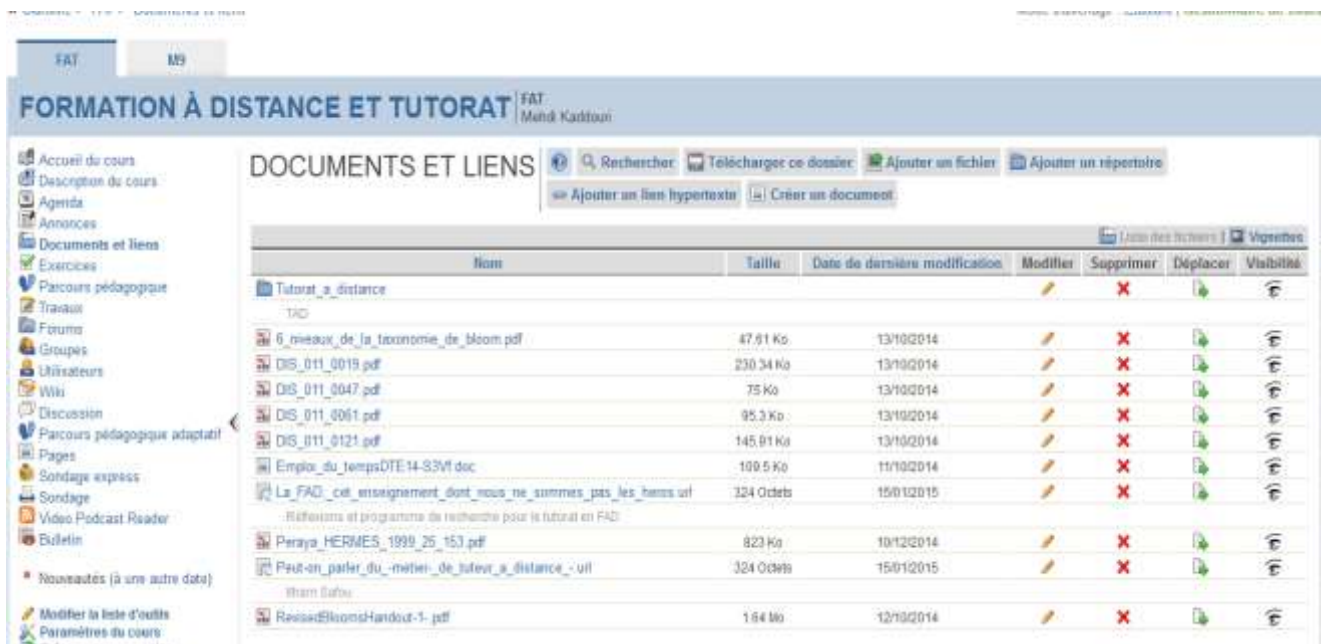 FAT M9
FORMATION À DISTANCE ET TUTORAT FAT
Mehdi Kaddouri
Accueil du cours
Description du cours
Agenda
Annonces
Documents et liens
Exercices
Parcours pédagogique
Travaux
Forums
Groupes
Utilisateurs
Wiki
Discussion
Parcours pédagogique adaptatif
Pages
Sondage express
Sondage
Video Podcast Reader
Bulletin
Nouveautés (à une autre date)
Modifier la liste d'outils
Paramètres du cours
DOCUMENTS ET LIENS Rechercher Télécharger ce dossier Ajouter un fichier Ajouter un répertoire
Ajouter un lien hypertexte Créer un document
Liste des fichiers | Vignettes
Nom Taille Date de dernière modification Modifier Supprimer Déplacer Visibilité
Tutorat_a_distance
TAD
6_niveaux_de_la_taxonomie_de_bloom.pdf 47.61 Ko 13/10/2014
DIS_011_0019.pdf 230.34 Ko 13/10/2014
DIS_011_0047.pdf 75 Ko 13/10/2014
DIS_011_0061.pdf 95.3 Ko 13/10/2014
DIS_011_0121.pdf 145.91 Ko 13/10/2014
Emploi_du_tempsDTE14-S3Vf.doc 109.5 Ko 11/10/2014
La_FAD:_cet_enseignement_dont_nous_ne_sommes_pas_les_heros.url 324 Octets 15/01/2015
Réflexions et programme de recherche pour le tutorat en FAD
Peraya_HERMES_1999_25_153.pdf 823 Ko 10/12/2014
Peut-on_parler_du_-metier-_de_tuteur_a_distance_-.url 324 Octets 15/01/2015
Ilham Safou
RevisedBloomsHandout-1-.pdf 1.64 Mo 12/10/2014